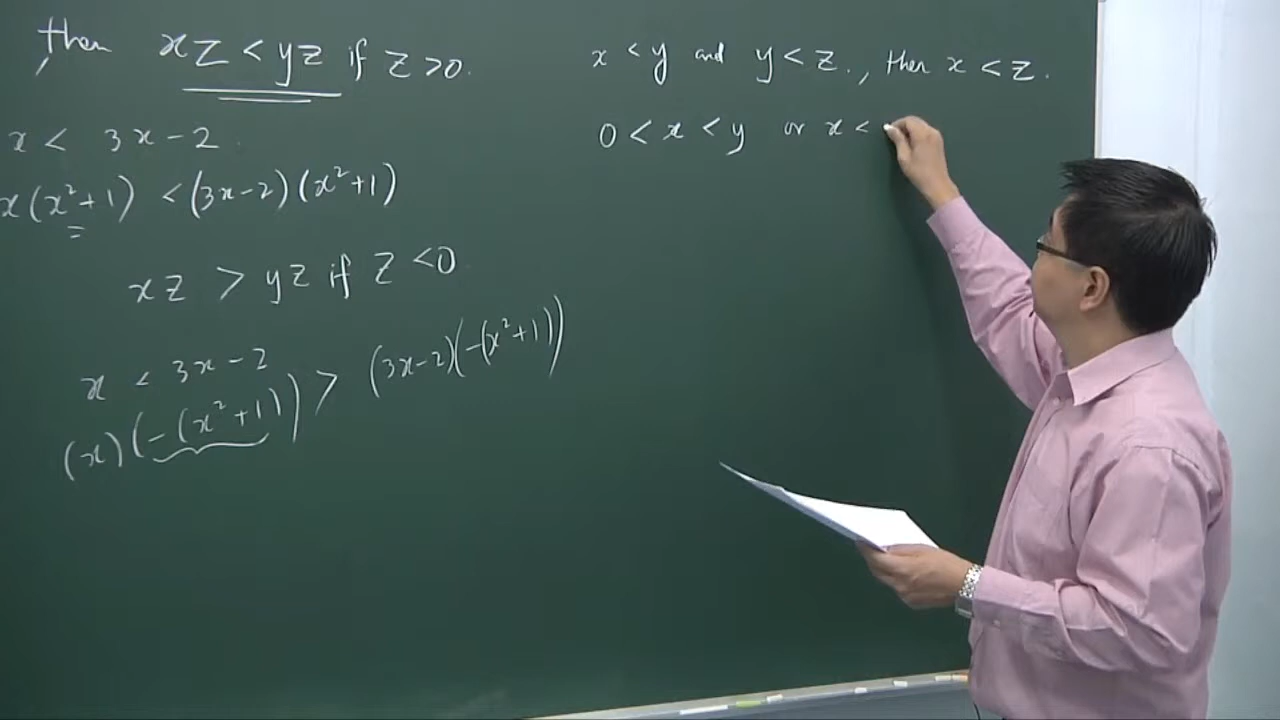 , then xz < yz if z > 0.
x < 3x - 2.
x(x² + 1) < (3x - 2)(x² + 1)
xz > yz if z < 0
x < 3x - 2
(x)(-(x² + 1)) > (3x - 2)(-(x² + 1))
x < y and y < z., then x < z.
0 < x < y or x <